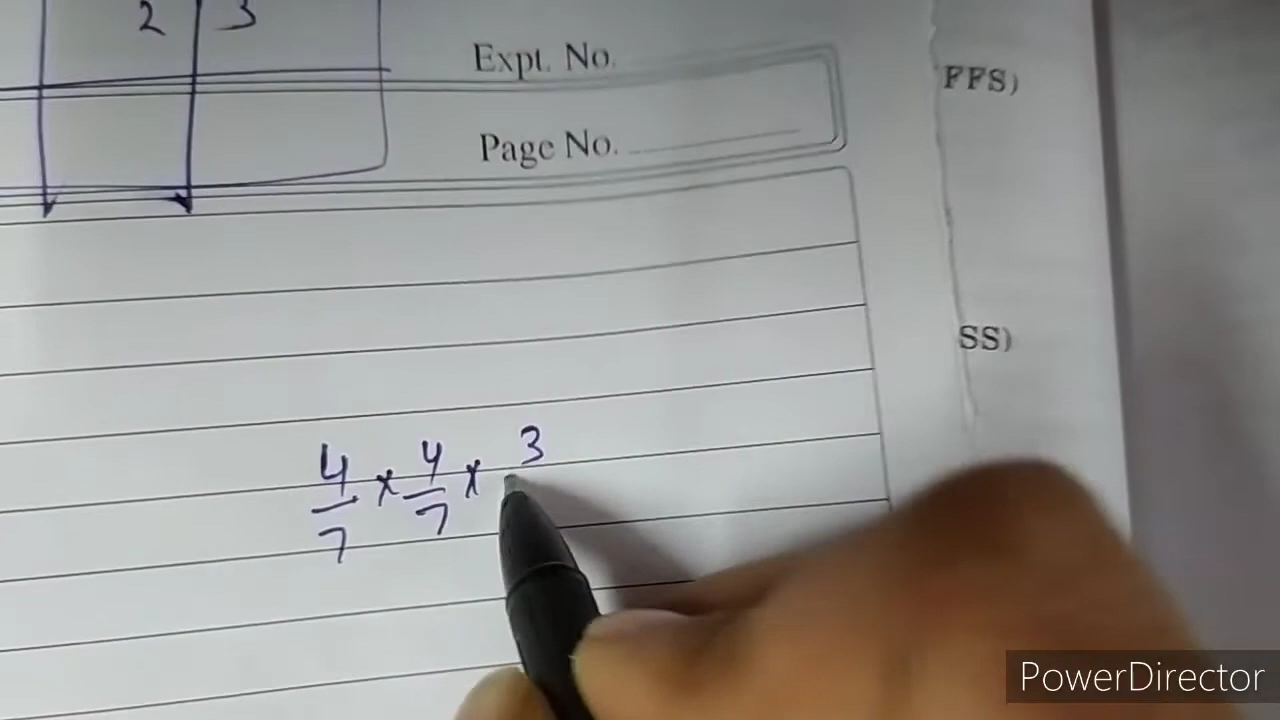 2 3
Expt. No.
Page No.
FFS)
SS)
4/7 × 4/7 × 3
PowerDirector